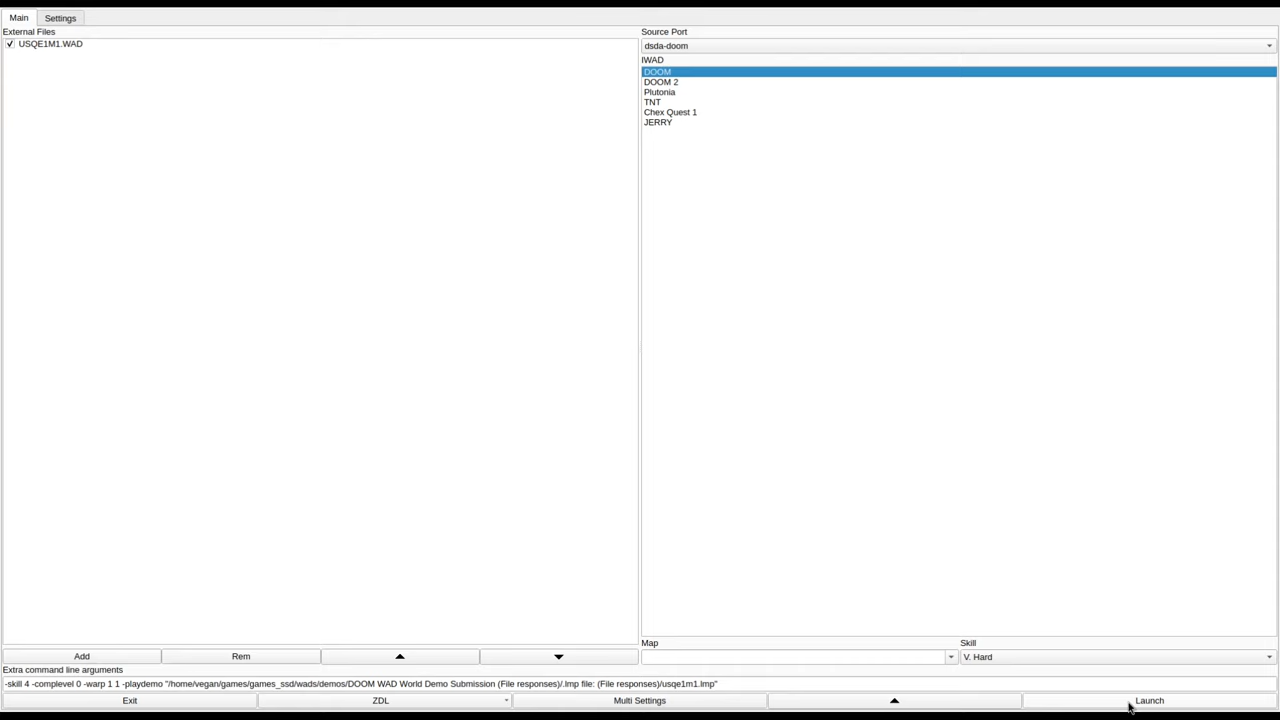 Main Settings
External Files
USQE1M1.WAD
Source Port
dsda-doom
IWAD
DOOM
DOOM 2
Plutonia
TNT
Chex Quest 1
JERRY
Map Skill
V. Hard
Add Rem
Extra command line arguments
-skill 4 -complevel 0 -warp 1 1 -playdemo "/home/vegan/games/games_ssd/wads/demos/DOOM WAD World Demo Submission (File responses)/.lmp file: (File responses)/usqe1m1.lmp"
Exit ZDL Multi Settings Launch